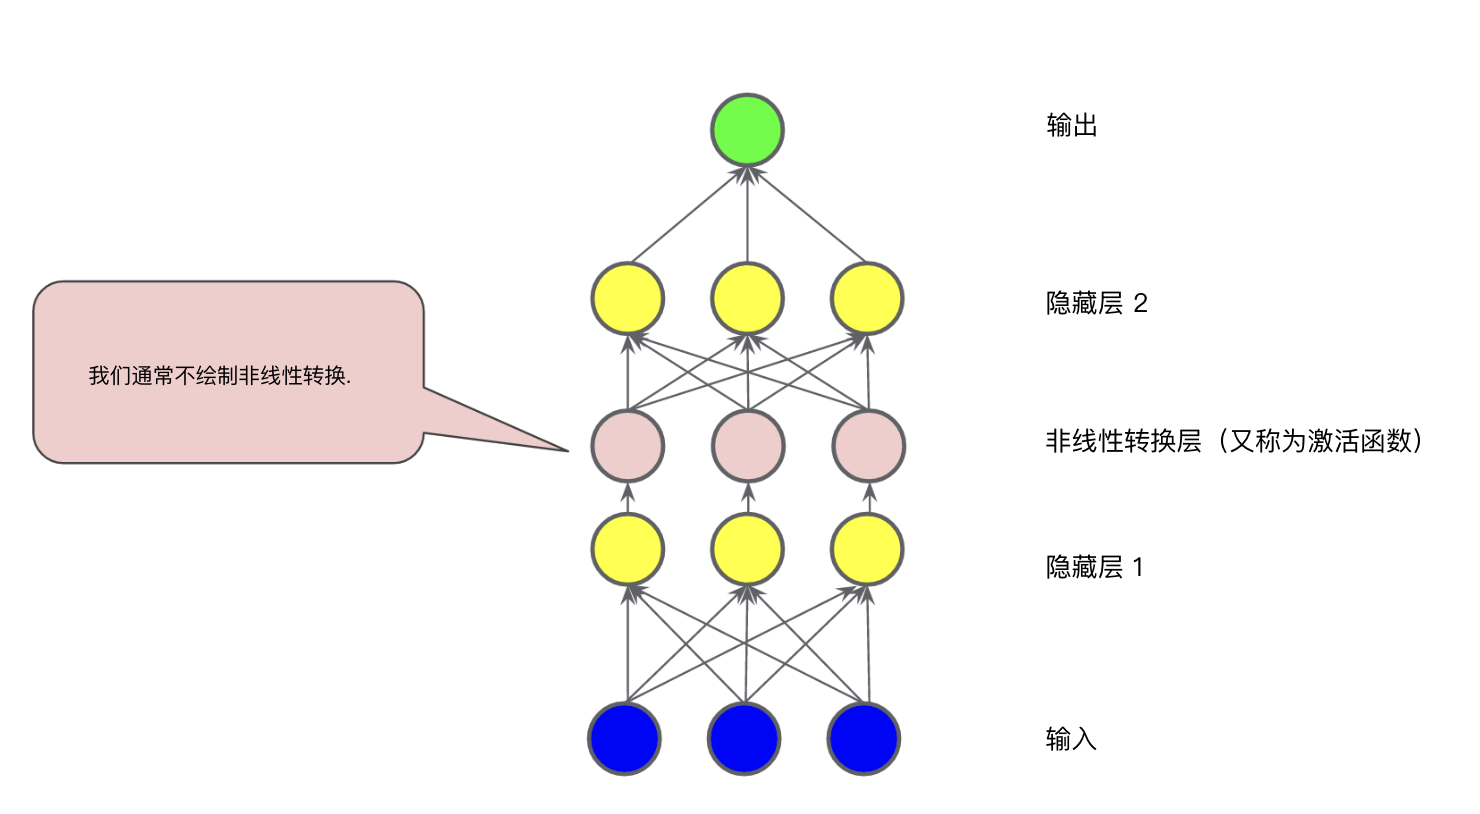 输出
隐藏层 2
我们通常不绘制非线性转换.
非线性转换层（又称为激活函数）
隐藏层 1
输入